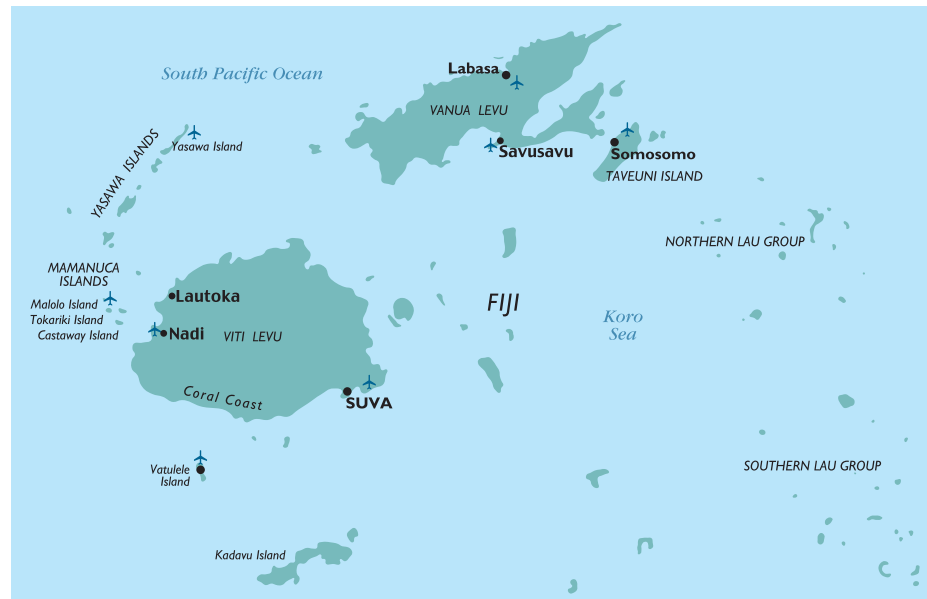 South Pacific Ocean
Labasa
VANUA LEVU
Yasawa Island
Savusavu
Somosomo
YASAWA ISLANDS
TAVEUNI ISLAND
NORTHERN LAU GROUP
MAMANUCA
ISLANDS
Lautoka
FIJI
Malolo Island
Tokariki Island
Castaway Island
Nadi
VITI LEVU
Koro
Sea
Coral Coast
SUVA
Vatulele
Island
SOUTHERN LAU GROUP
Kadavu Island